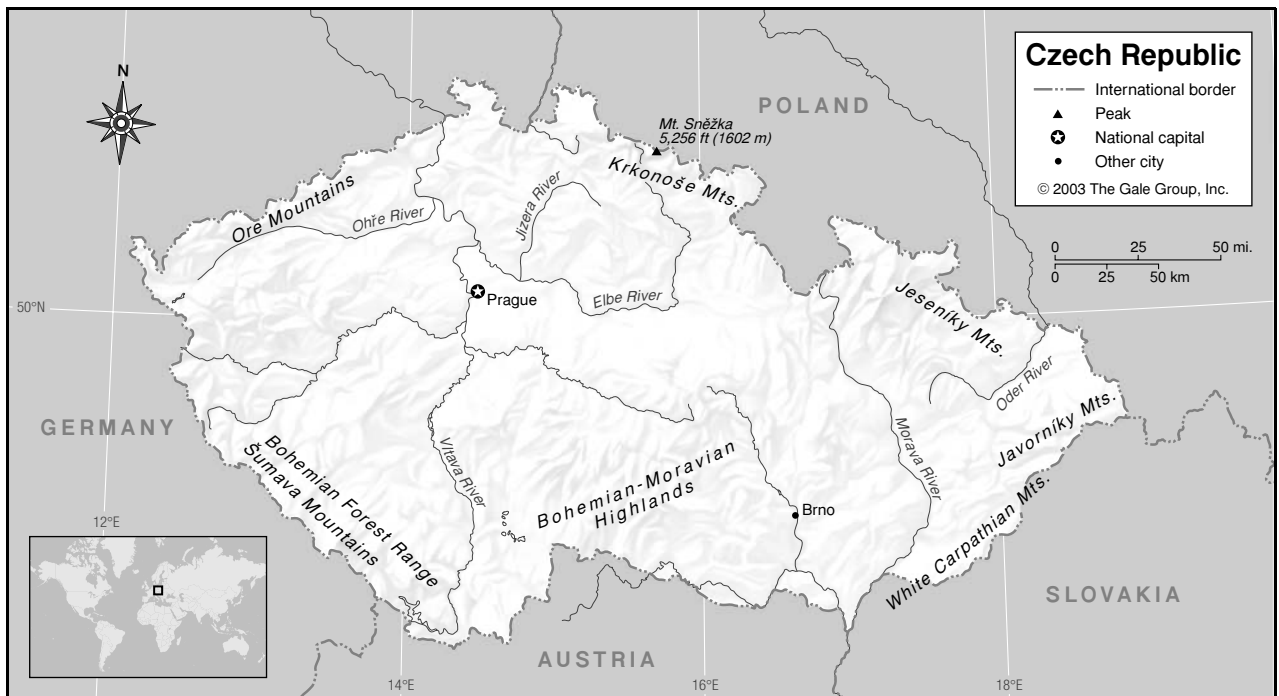 Czech Republic
International border
Peak
National capital
Other city
© 2003 The Gale Group, Inc.
0 25 50 mi.
0 25 50 km
N
POLAND
Mt. Sněžka
5,256 ft (1602 m)
Krkonoše Mts.
Ore Mountains
Ohře River
Jizera River
Elbe River
Prague
50°N
Jeseníky Mts.
Oder River
GERMANY
Javorníky Mts.
Morava River
Vltava River
Bohemian Forest Range
Šumava Mountains
Bohemian-Moravian
Highlands
Brno
White Carpathian Mts.
12°E
SLOVAKIA
AUSTRIA
14°E
16°E
18°E